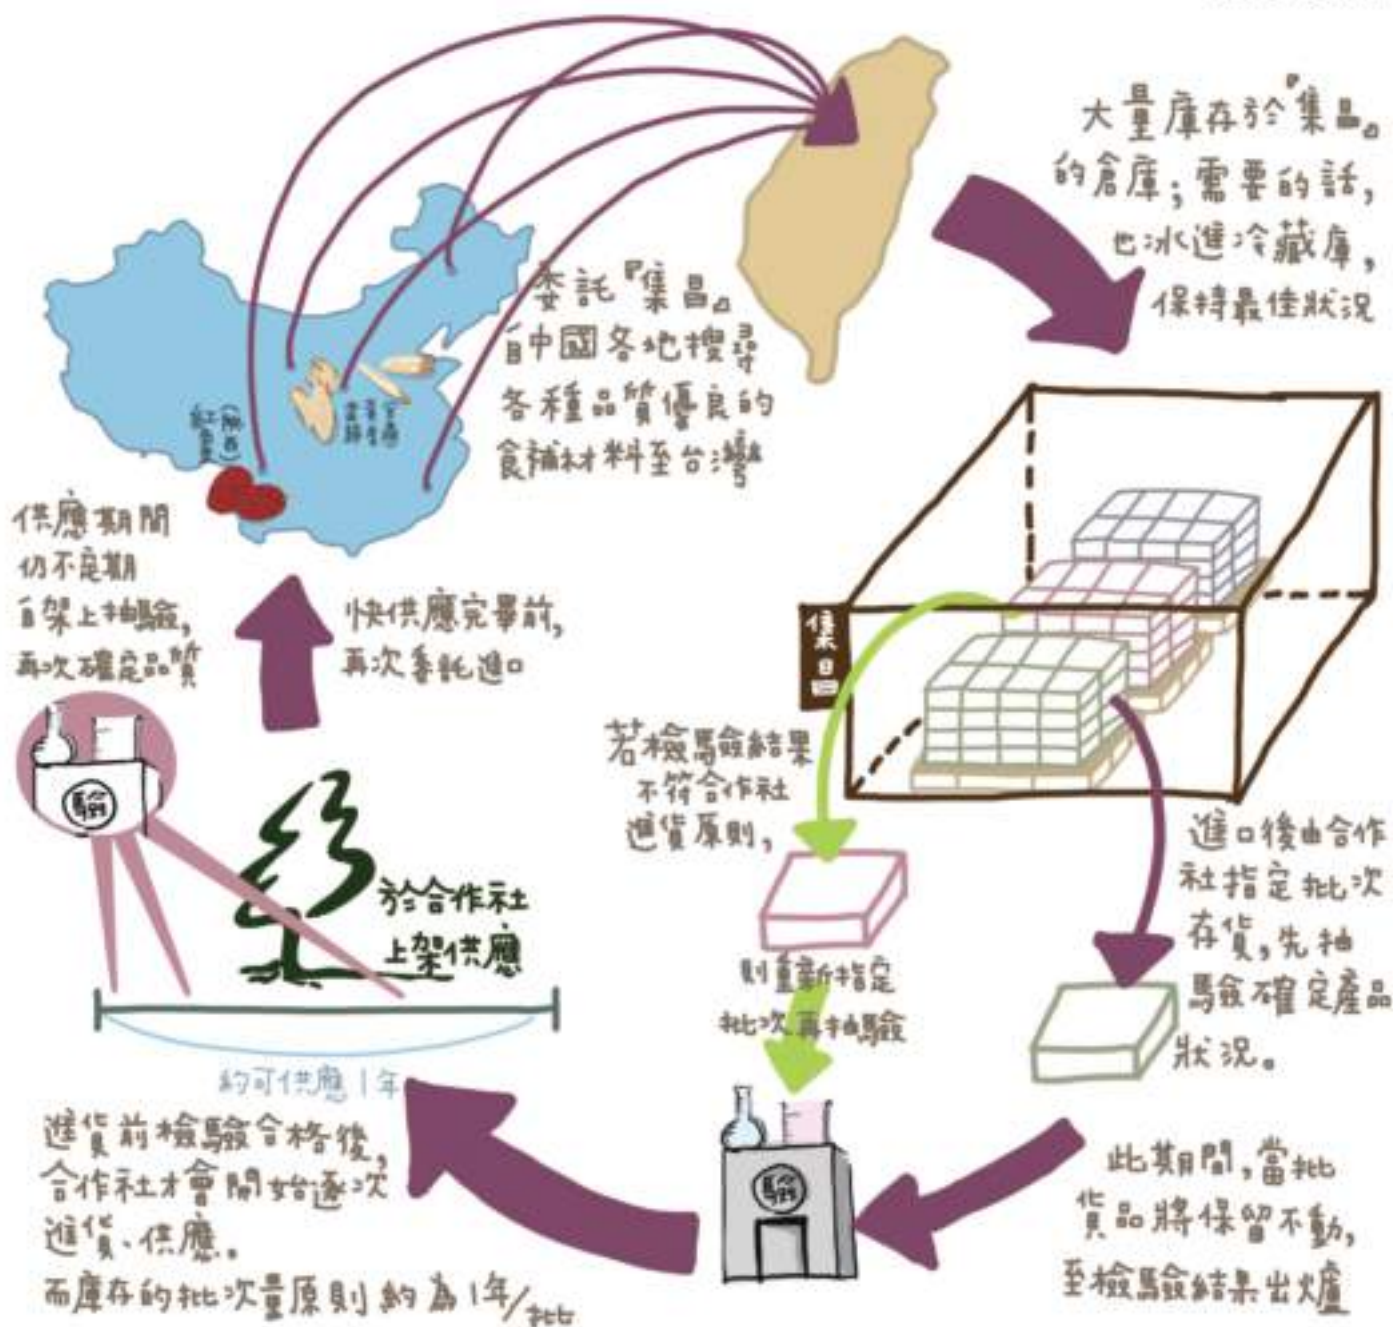 委託『集昌』
自中國各地搜尋
各種品質優良的
食補材料至台灣
大量庫存於『集昌』
的倉庫；需要的話，
也冰進冷藏庫，
保持最佳狀況
集昌
進口後由合作
社指定批次
存貨，先抽
驗確定產品
狀況。
若檢驗結果
不符合作社
進貨原則，
則重新指定
批次再抽驗
此期間，當批
貨品將保留不動，
至檢驗結果出爐
驗
進貨前檢驗合格後，
合作社才會開始逐次
進貨、供應。
而庫存的批次量原則約為1年/批
於合作社
上架供應
約可供應1年
供應期間
仍不定期
自架上抽驗，
再次確定品質
驗
快供應完畢前，
再次委託進口